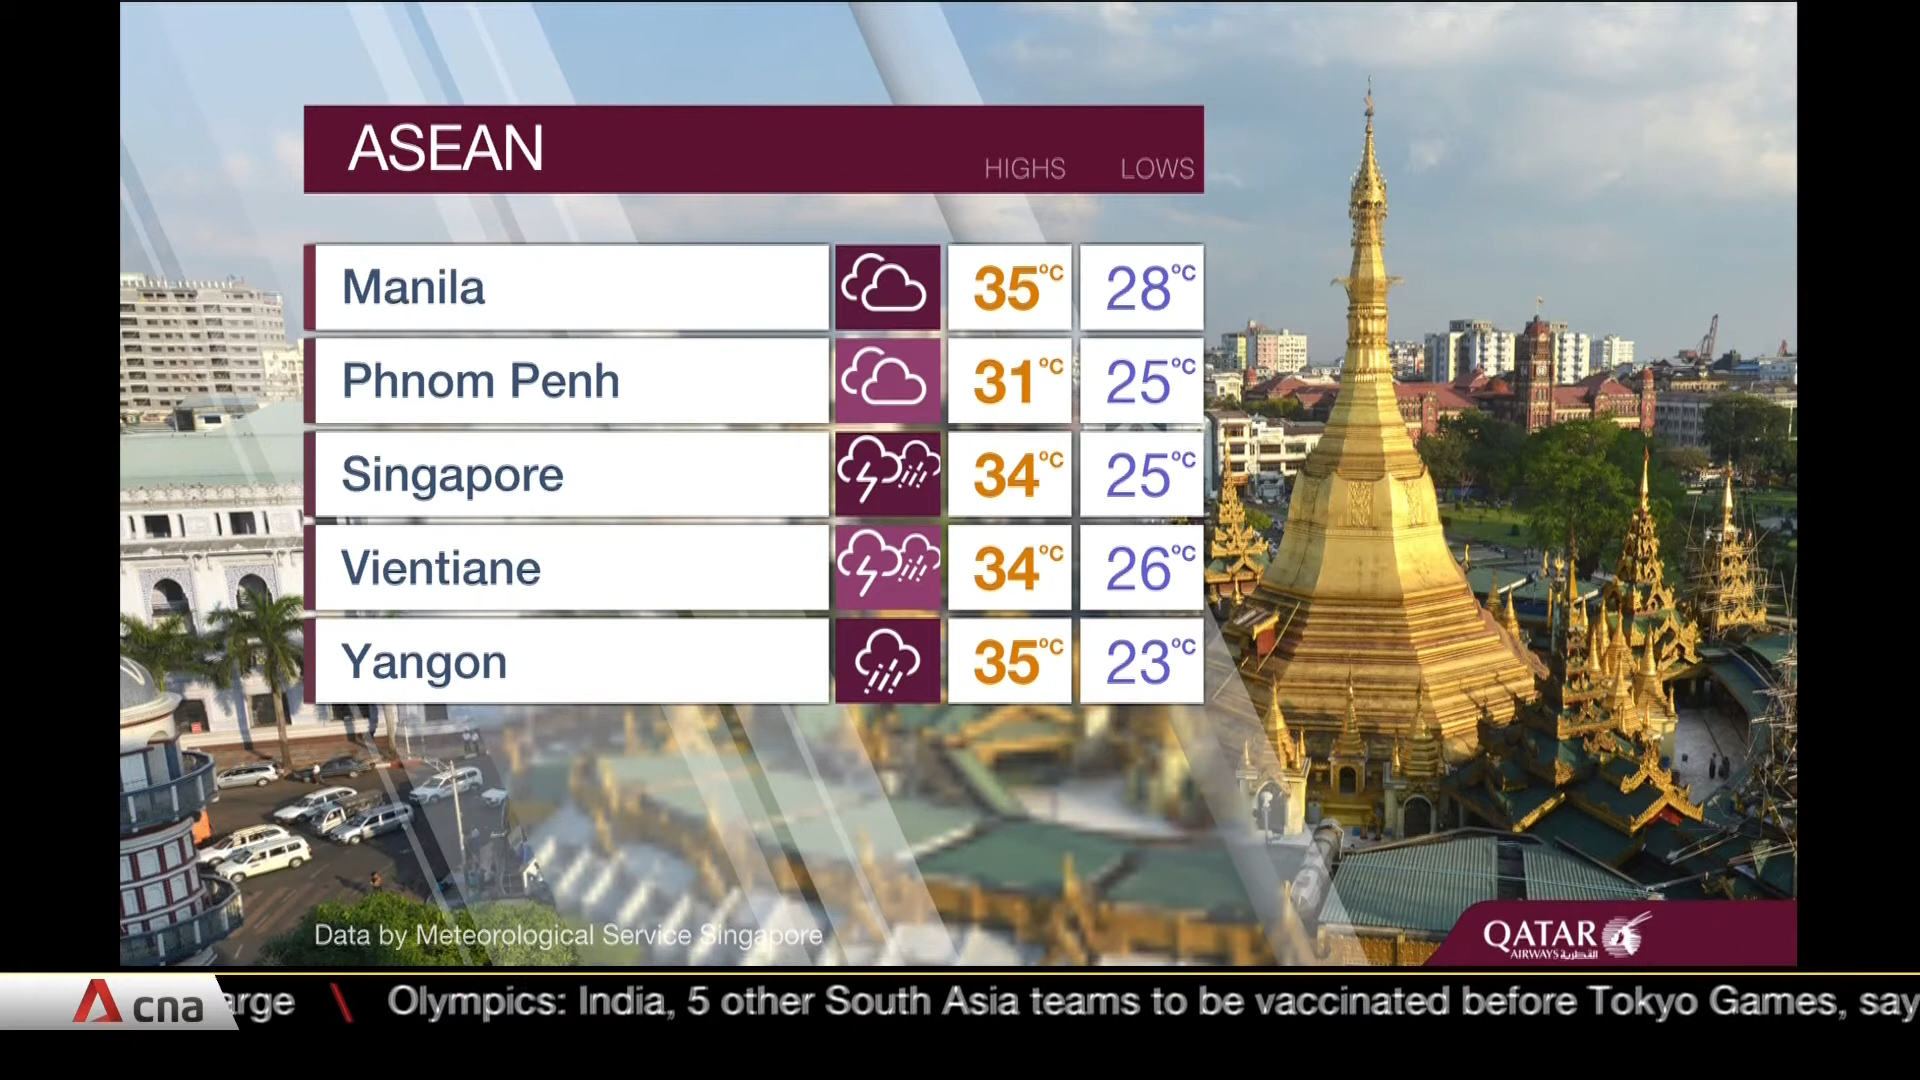 ASEAN
HIGHS LOWS
Manila 35°C 28°C
Phnom Penh 31°C 25°C
Singapore 34°C 25°C
Vientiane 34°C 26°C
Yangon 35°C 23°C
Data by Meteorological Service Singapore
QATAR
AIRWAYS القطرية
cna arge \ Olympics: India, 5 other South Asia teams to be vaccinated before Tokyo Games, say